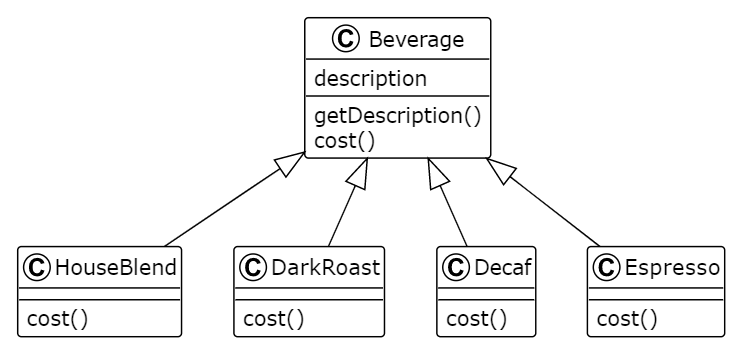 C Beverage
description
getDescription()
cost()
C HouseBlend
cost()
C DarkRoast
cost()
C Decaf
cost()
C Espresso
cost()